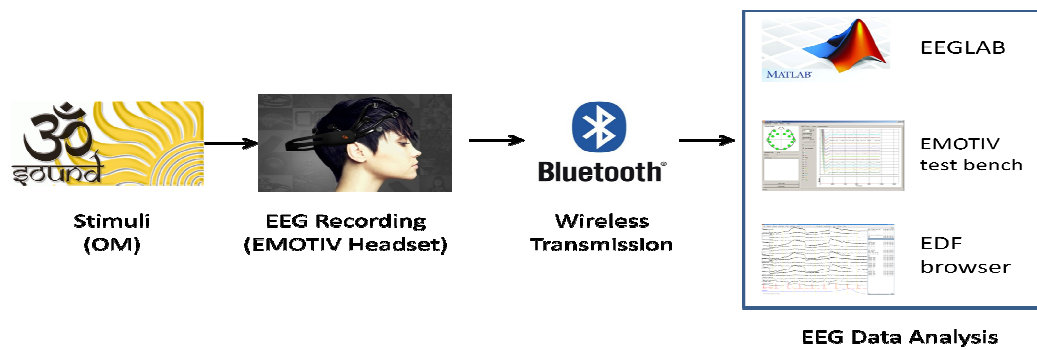 ॐ
sound
Stimuli
(OM)
EEG Recording
(EMOTIV Headset)
Bluetooth®
Wireless
Transmission
MATLAB®
EEGLAB
EMOTIV
test bench
EDF
browser
EEG Data Analysis